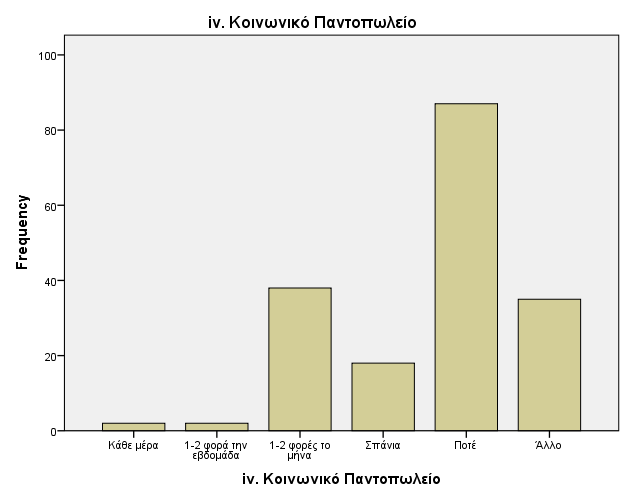 iv. Κοινωνικό Παντοπωλείο
100
80
60
40
20
0
Frequency
Κάθε μέρα
1-2 φορά την
εβδομάδα
1-2 φορές το
μήνα
Σπάνια
Ποτέ
Άλλο
iv. Κοινωνικό Παντοπωλείο